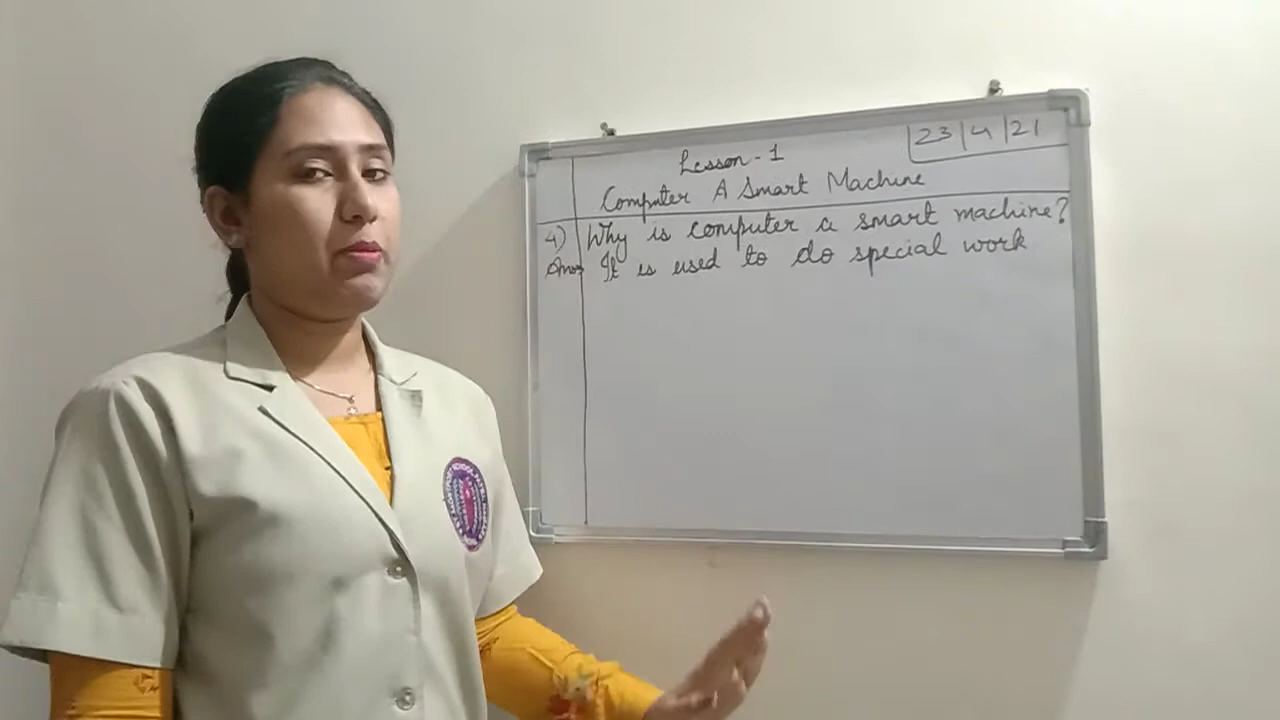 23/4/21
Lesson - 1
Computer A Smart Machine
4) Why is computer a smart machine?
Ans It is used to do special work